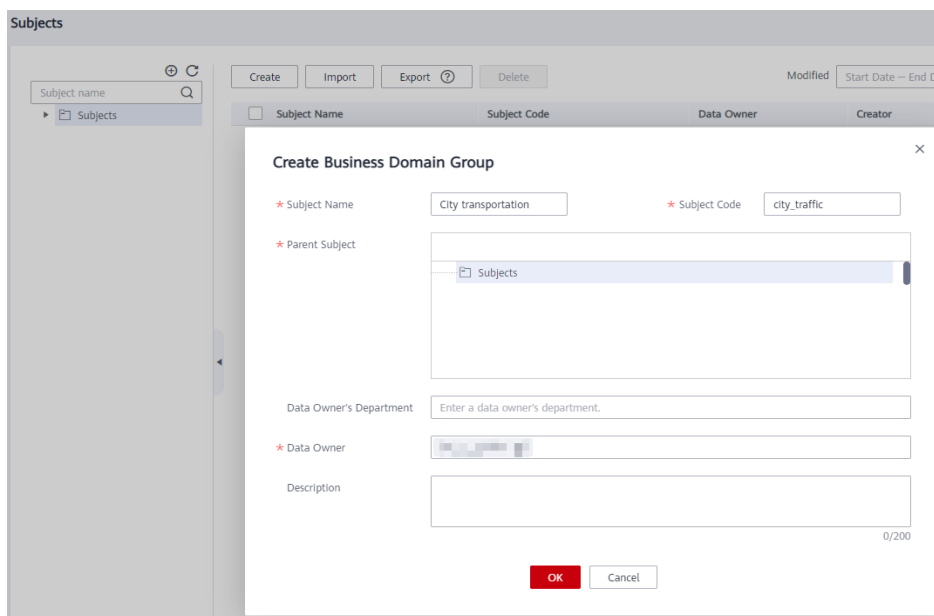 Subjects
Subject name
Subjects
Create Import Export ? Delete Modified Start Date — End D
Subject Name Subject Code Data Owner Creator
Create Business Domain Group
* Subject Name City transportation * Subject Code city_traffic
* Parent Subject
Subjects
Data Owner's Department Enter a data owner's department.
* Data Owner
Description
0/200
OK Cancel